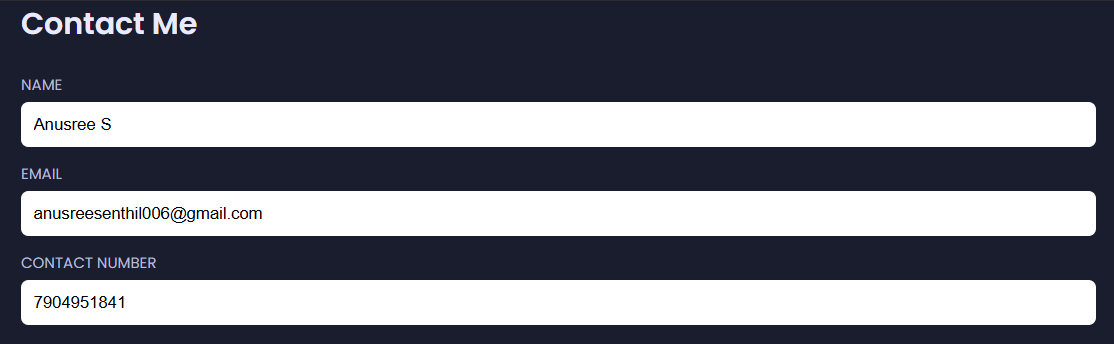 Contact Me
NAME
Anusree S
EMAIL
anusreesenthil006@gmail.com
CONTACT NUMBER
7904951841